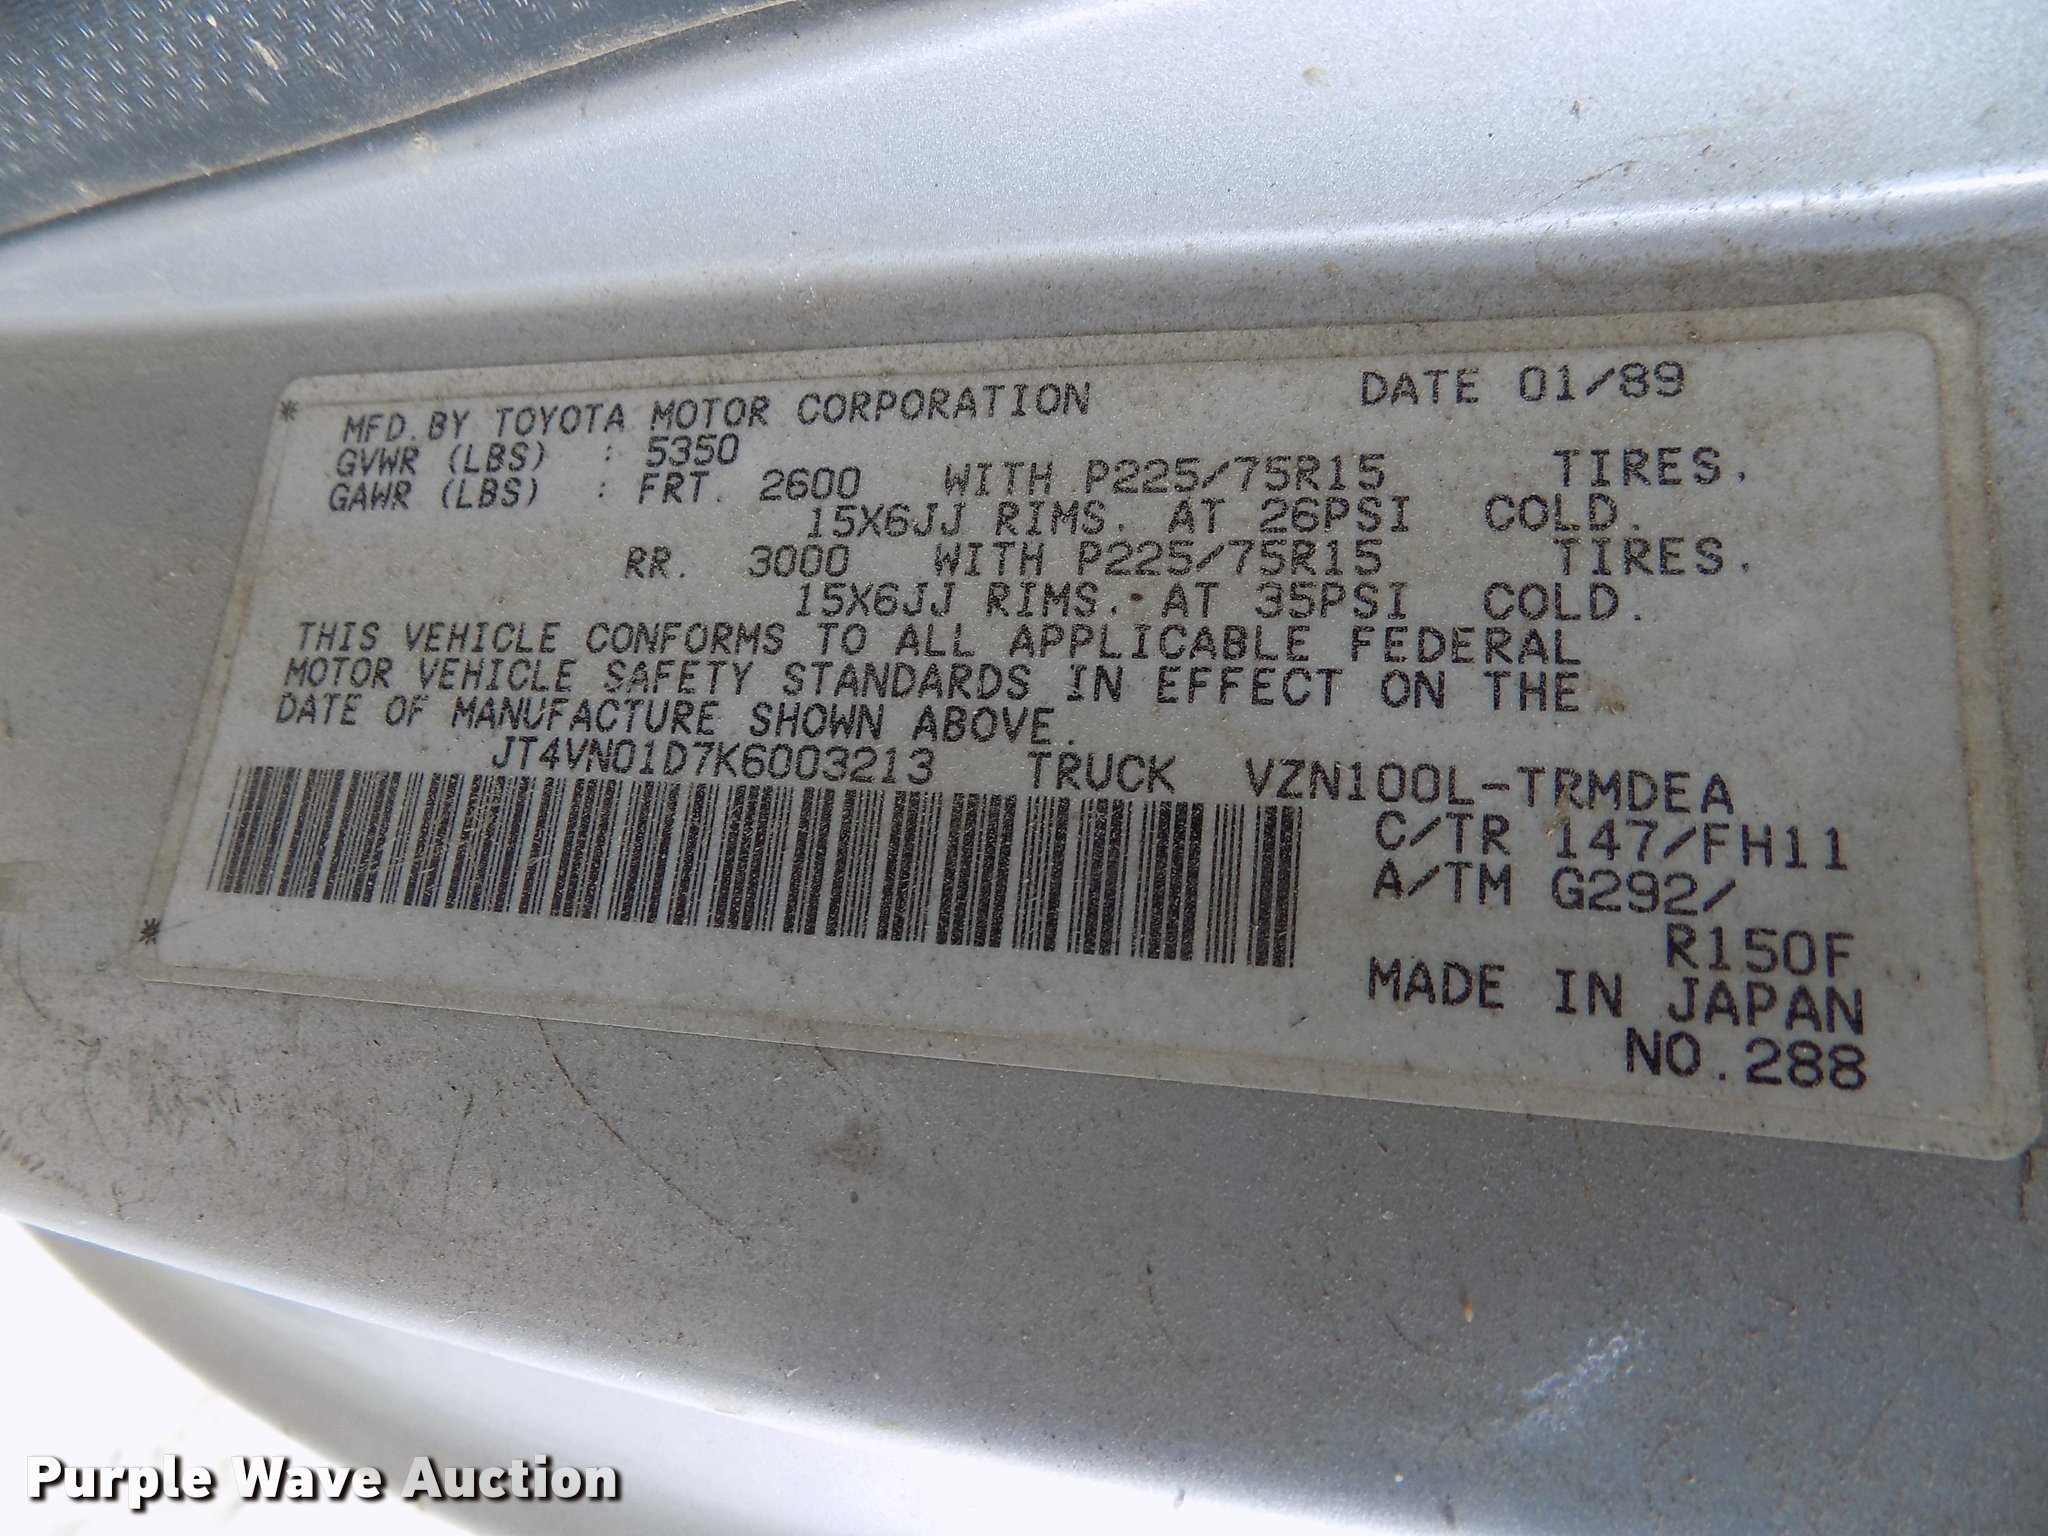 MFD. BY TOYOTA MOTOR CORPORATION DATE 01/89
GVWR (LBS) : 5350
GAWR (LBS) : FRT. 2600 WITH P225/75R15 TIRES.
15X6JJ RIMS. AT 26PSI COLD.
RR. 3000 WITH P225/75R15 TIRES.
15X6JJ RIMS. AT 35PSI COLD.
THIS VEHICLE CONFORMS TO ALL APPLICABLE FEDERAL
MOTOR VEHICLE SAFETY STANDARDS IN EFFECT ON THE
DATE OF MANUFACTURE SHOWN ABOVE.
JT4VN01D7K6003213 TRUCK VZN100L-TRMDEA
C/TR 147/FH11
A/TM G292/
R150F
MADE IN JAPAN
NO.288
Purple Wave Auction